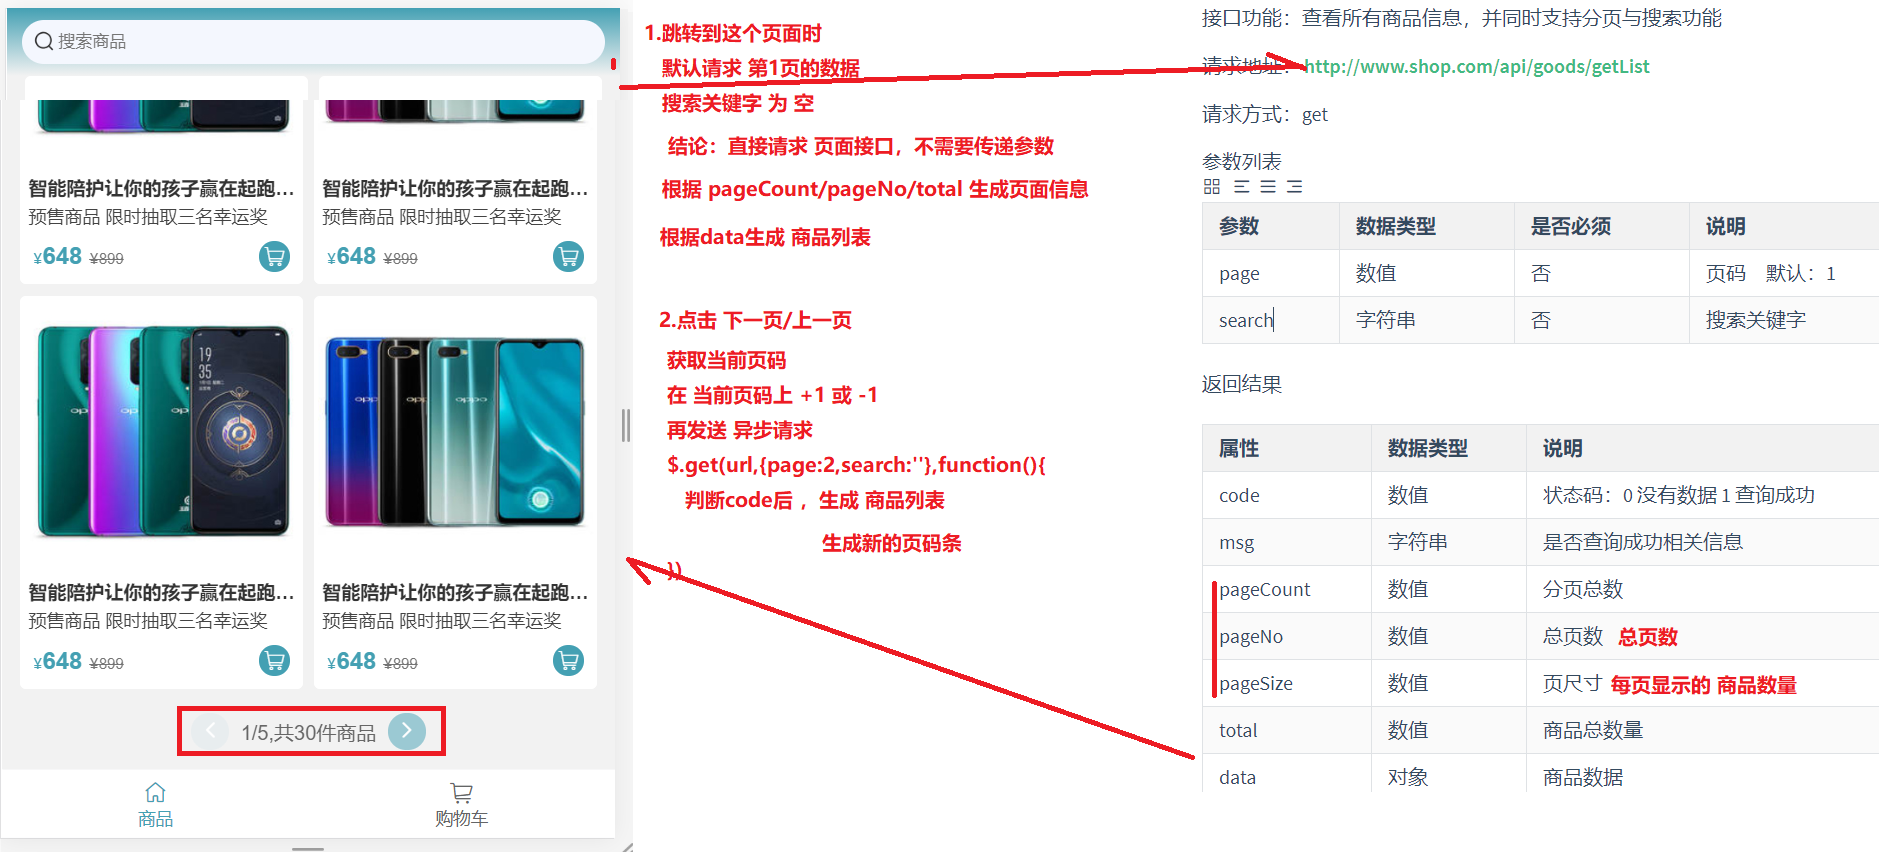 搜索商品
智能陪护让你的孩子赢在起跑...
预售商品 限时抽取三名幸运奖
¥648 ¥899
智能陪护让你的孩子赢在起跑...
预售商品 限时抽取三名幸运奖
¥648 ¥899
19
35
oppo
oppo
oppo
智能陪护让你的孩子赢在起跑...
预售商品 限时抽取三名幸运奖
¥648 ¥899
智能陪护让你的孩子赢在起跑...
预售商品 限时抽取三名幸运奖
¥648 ¥899
1/5,共30件商品
商品
购物车
1.跳转到这个页面时
默认请求 第1页的数据
搜索关键字 为 空
结论：直接请求 页面接口，不需要传递参数
根据 pageCount/pageNo/total 生成页面信息
根据data生成 商品列表
2.点击 下一页/上一页
获取当前页码
在 当前页码上 +1 或 -1
再发送 异步请求
$.get(url,{page:2,search:''},function(){
判断code后 ，生成 商品列表
生成新的页码条
})
接口功能：查看所有商品信息，并同时支持分页与搜索功能
请求地址：http://www.shop.com/api/goods/getList
请求方式：get
参数列表
参数 数据类型 是否必须 说明
page 数值 否 页码 默认：1
search 字符串 否 搜索关键字
返回结果
属性 数据类型 说明
code 数值 状态码：0 没有数据 1 查询成功
msg 字符串 是否查询成功相关信息
pageCount 数值 分页总数
pageNo 数值 总页数 总页数
pageSize 数值 页尺寸 每页显示的 商品数量
total 数值 商品总数量
data 对象 商品数据